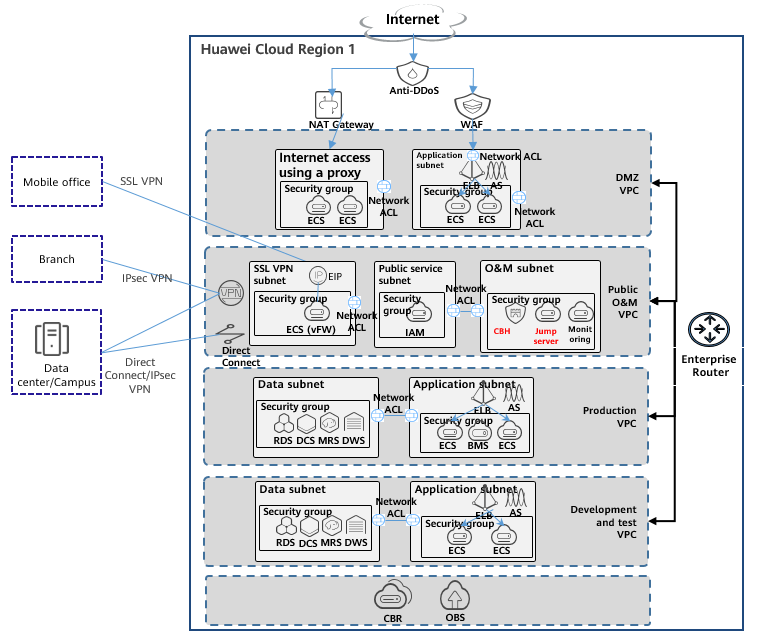 Internet
Huawei Cloud Region 1
Anti-DDoS
NAT Gateway
WAF
Internet access
using a proxy
Security group
ECS
ECS
Network
ACL
Application
subnet
Network ACL
ELB
AS
Security group
ECS
ECS
Network
ACL
DMZ
VPC
Mobile office
SSL VPN
Branch
IPsec VPN
Data
center/Campus
Direct
Connect/IPsec
VPN
VPN
Direct
Connect
SSL VPN
subnet
IP
EIP
Security group
ECS (vFW)
Network
ACL
Public service
subnet
Security
group
IAM
Network
ACL
O&M subnet
Security group
CBH
Jump
server
Monit
oring
Public
O&M
VPC
Enterprise
Router
Data subnet
Security group
RDS
DCS
MRS
DWS
Network
ACL
Application subnet
ELB
AS
Security group
ECS
BMS
ECS
Production
VPC
Data subnet
Security group
RDS
DCS
MRS
DWS
Network
ACL
Application subnet
ELB
AS
Security group
ECS
ECS
Development
and test
VPC
CBR
OBS